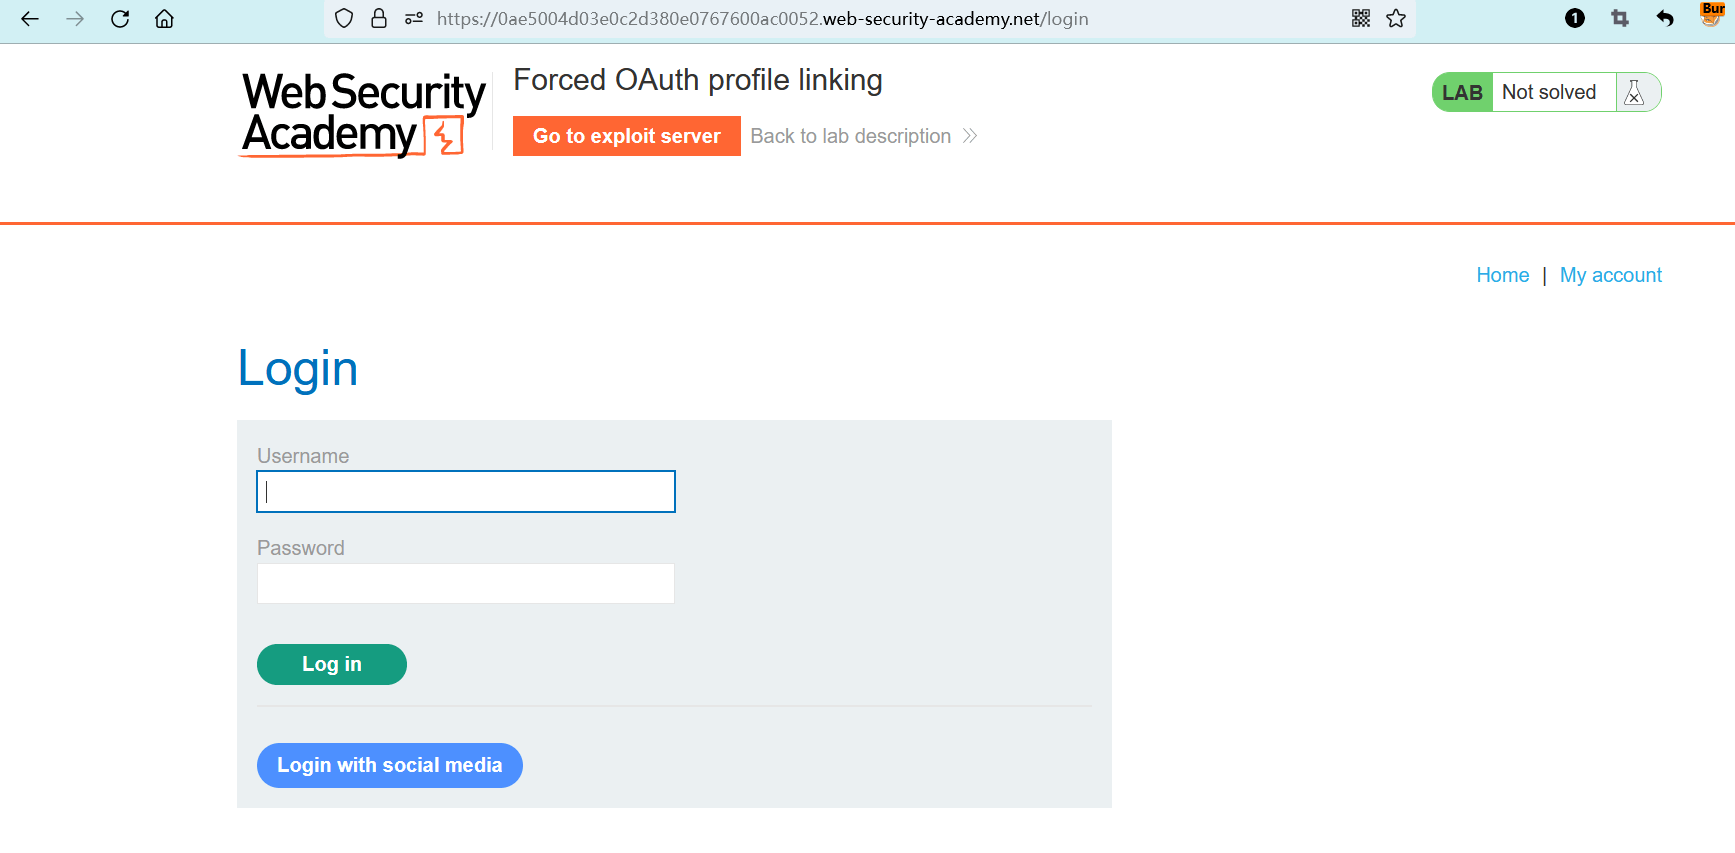 https://0ae5004d03e0c2d380e0767600ac0052.web-security-academy.net/login
1
Bur
Web Security
Academy
Forced OAuth profile linking
Go to exploit server
Back to lab description
LAB
Not solved
Home | My account
Login
Username
Password
Log in
Login with social media